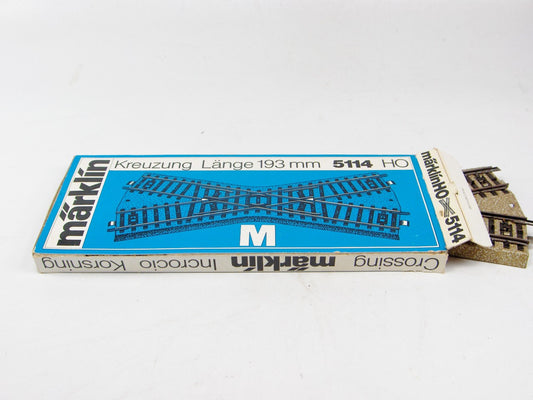 märklin
Kreuzung Länge 193 mm 5114 HO
M
märklin HO 5114
Crossing märklin Incrocio Korsning